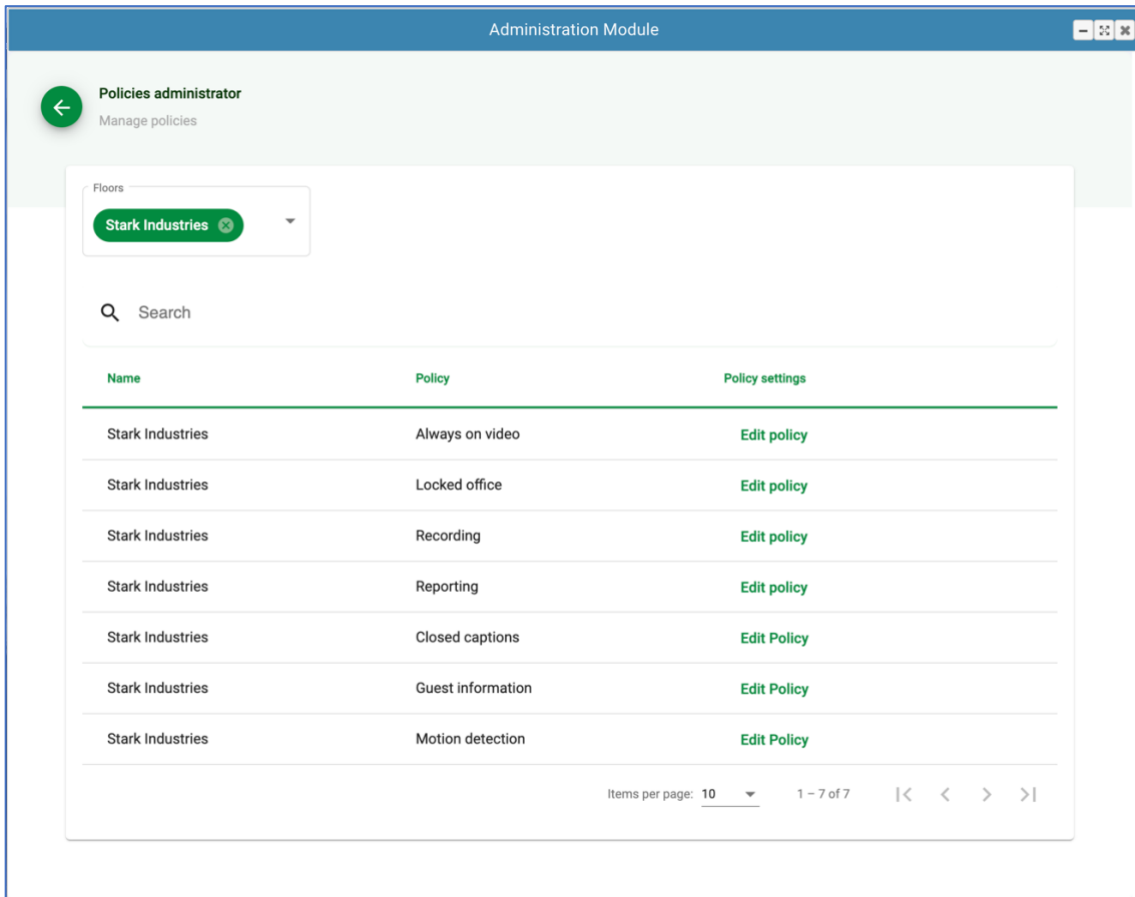 Administration Module
Policies administrator
Manage policies
Floors
Stark Industries
Search
Name Policy Policy settings
Stark Industries Always on video Edit policy
Stark Industries Locked office Edit policy
Stark Industries Recording Edit policy
Stark Industries Reporting Edit policy
Stark Industries Closed captions Edit Policy
Stark Industries Guest information Edit Policy
Stark Industries Motion detection Edit Policy
Items per page: 10 1 – 7 of 7